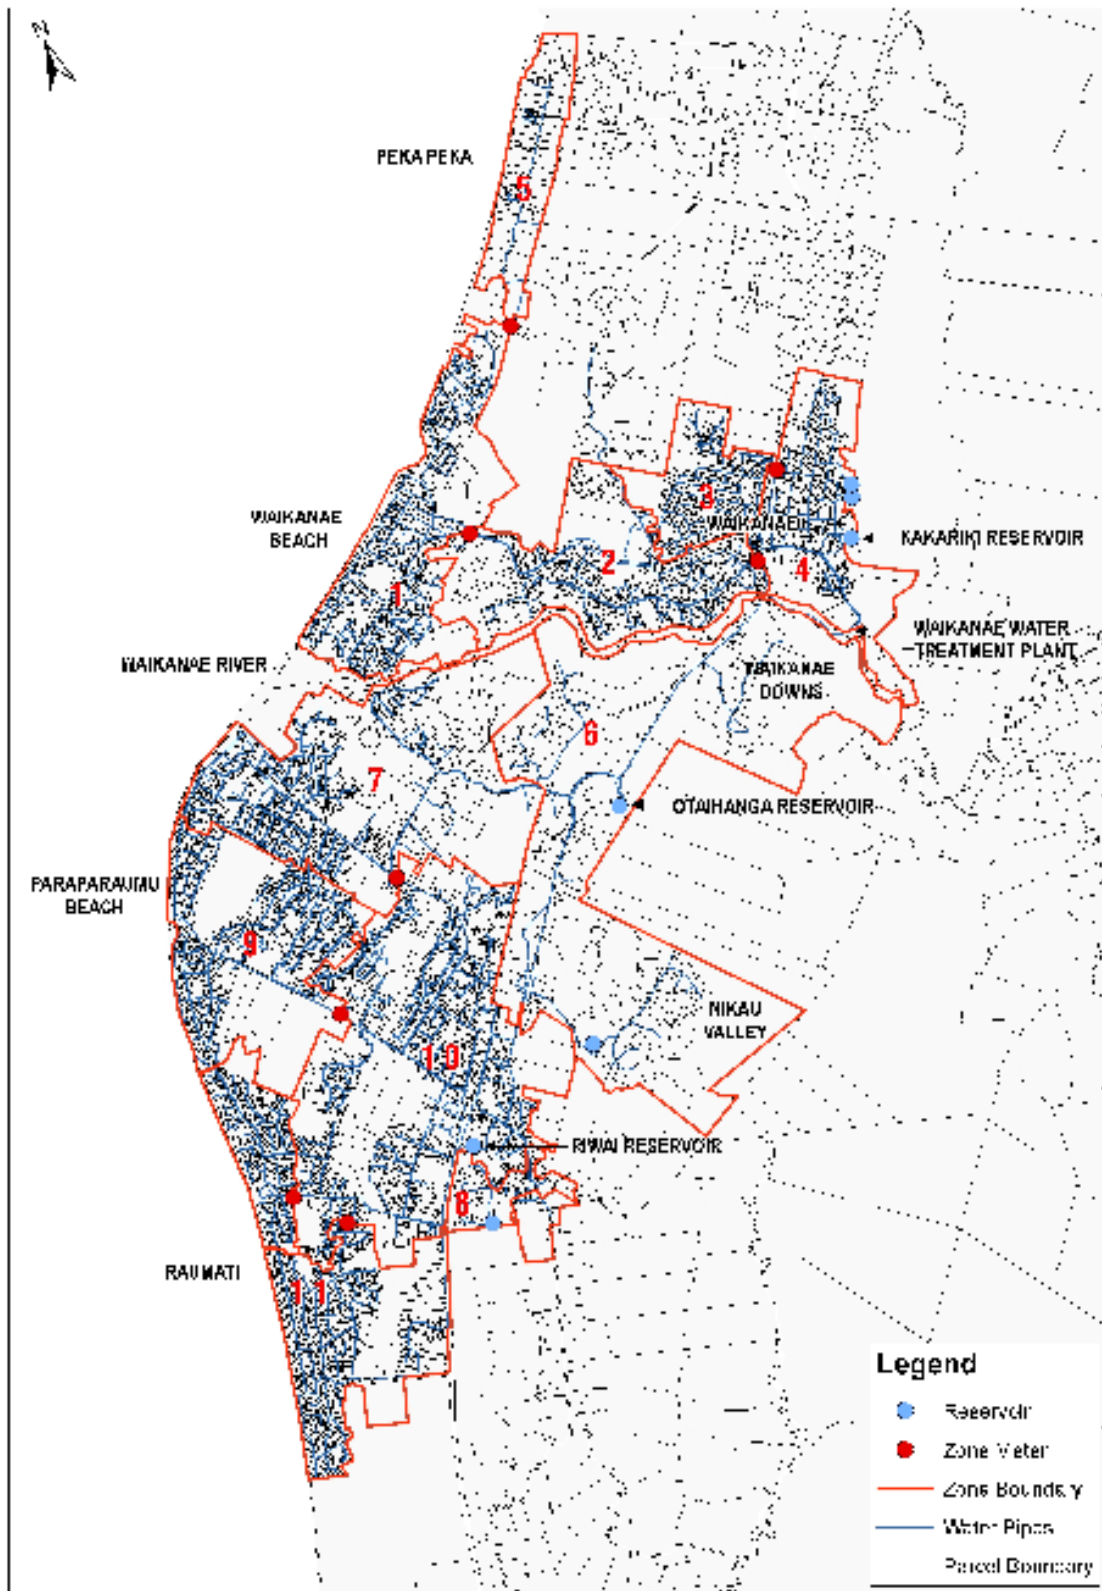 N
PEKA PEKA
5
WAIKANAE
BEACH
3
WAIKANAE
KAKARIKI RESERVOIR
2
4
1
WAIKANAE WATER
TREATMENT PLANT
WAIKANAE RIVER
WAIKANAE
DOWNS
6
7
OTAIHANGA RESERVOIR
PARAPARAUMU
BEACH
9
NIKAU
VALLEY
10
RIWAI RESERVOIR
8
RAUMATI
11
Legend
Reservoir
Zone Meter
Zone Boundary
Water Pipes
Parcel Boundary